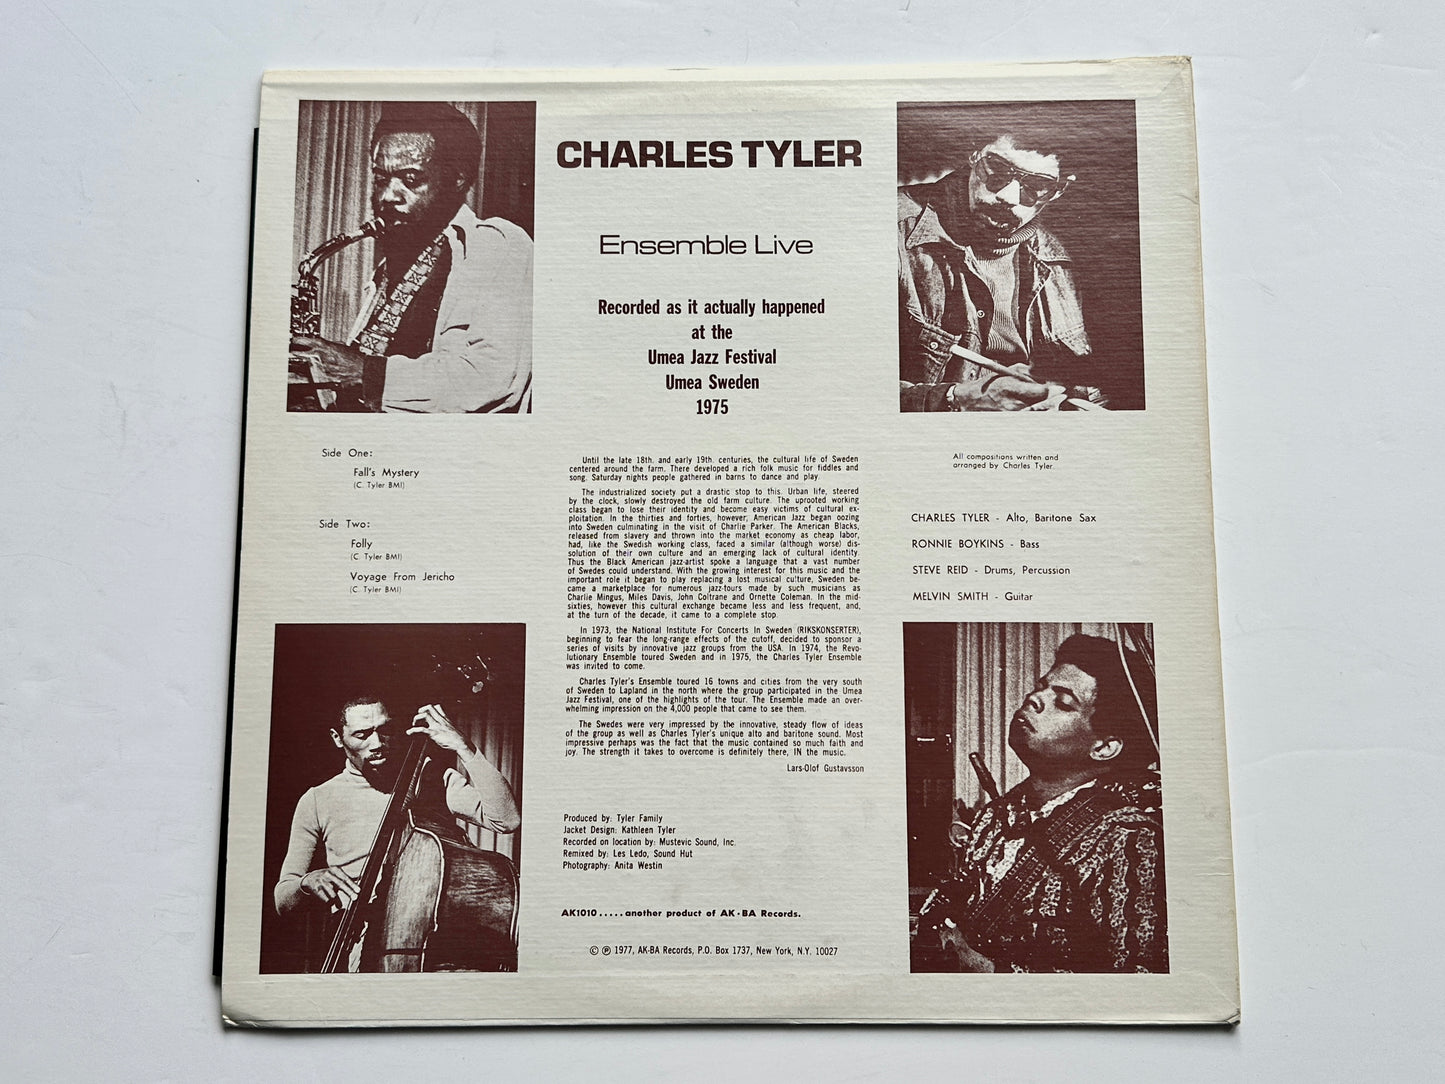 CHARLES TYLER
Ensemble Live
Recorded as it actually happened
at the
Umea Jazz Festival
Umea Sweden
1975
Side One:
Fall's Mystery
(C. Tyler BMI)
Side Two:
Folly
(C. Tyler BMI)
Voyage From Jericho
(C. Tyler BMI)
Until the late 18th. and early 19th. centuries, the cultural life of Sweden
centered around the farm. There developed a rich folk music for fiddles and
song. Saturday nights people gathered in barns to dance and play.
The industrialized society put a drastic stop to this. Urban life, steered
by the clock, slowly destroyed the old farm culture. The uprooted working
class began to lose their identity and become easy victims of cultural ex-
ploitation. In the thirties and forties, however, American Jazz began oozing
into Sweden culminating in the visit of Charlie Parker. The American Blacks,
released from slavery and thrown into the market economy as cheap labor,
had, like the Swedish working class, faced a similar (although worse) dis-
solution of their own culture and an emerging lack of cultural identity.
Thus the Black American jazz-artist spoke a language that a vast number
of Swedes could understand. With the growing interest for this music and the
important role it began to play replacing a lost musical culture, Sweden be-
came a marketplace for numerous jazz-tours made by such musicians as
Charlie Mingus, Miles Davis, John Coltrane and Ornette Coleman. In the mid-
sixties, however this cultural exchange became less and less frequent, and,
at the turn of the decade, it came to a complete stop.
In 1973, the National Institute For Concerts In Sweden (RIKSKONSERTER),
beginning to fear the long-range effects of the cutoff, decided to sponsor a
series of visits by innovative jazz groups from the USA. In 1974, the Revo-
lutionary Ensemble toured Sweden and in 1975, the Charles Tyler Ensemble
was invited to come.
Charles Tyler's Ensemble toured 16 towns and cities from the very south
of Sweden to Lapland in the north where the group participated in the Umea
Jazz Festival, one of the highlights of the tour. The Ensemble made an over-
whelming impression on the 4,000 people that came to see them.
The Swedes were very impressed by the innovative, steady flow of ideas
of the group as well as Charles Tyler's unique alto and baritone sound. Most
impressive perhaps was the fact that the music contained so much faith and
joy. The strength it takes to overcome is definitely there, IN the music.
Lars-Olof Gustavsson
All compositions written and
arranged by Charles Tyler.
CHARLES TYLER - Alto, Baritone Sax
RONNIE BOYKINS - Bass
STEVE REID - Drums, Percussion
MELVIN SMITH - Guitar
Produced by: Tyler Family
Jacket Design: Kathleen Tyler
Recorded on location by: Mustevic Sound, Inc.
Remixed by: Les Ledo, Sound Hut
Photography: Anita Westin
AK1010.....another product of AK-BA Records.
© ℗ 1977, AK-BA Records, P.O. Box 1737, New York, N.Y. 10027